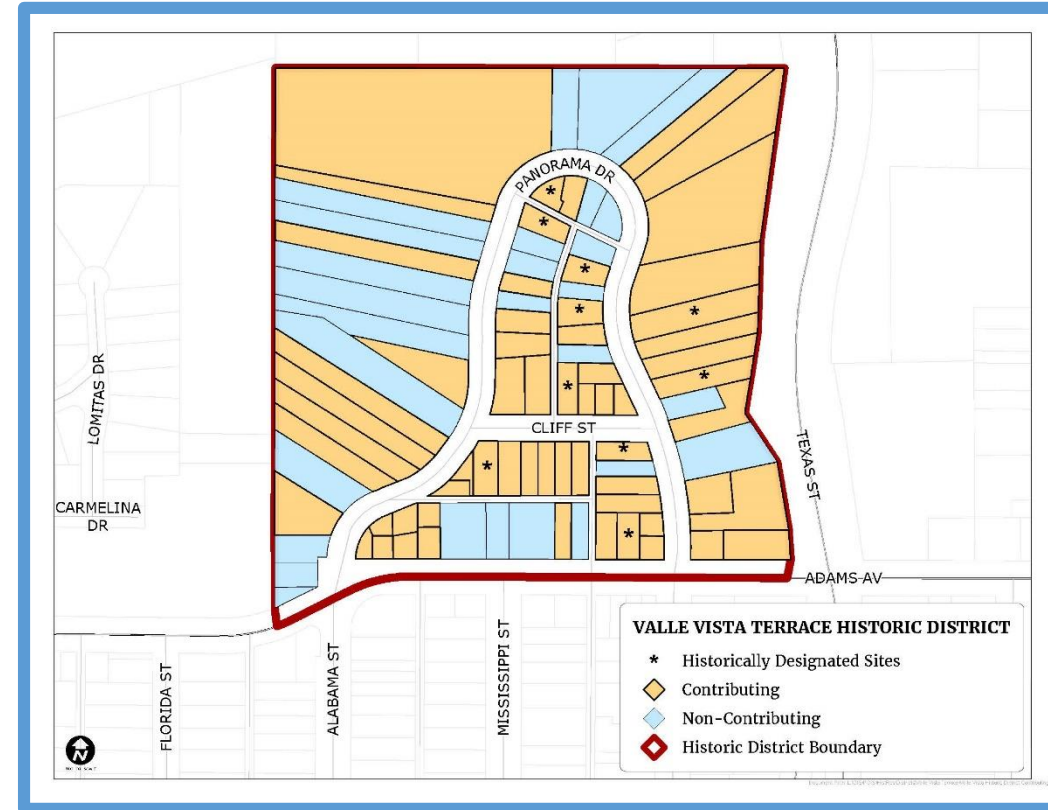 PANORAMA DR
*
*
*
*
*
*
*
LOMITAS DR
CLIFF ST
*
*
TEXAS ST
CARMELINA
DR
*
ADAMS AV
FLORIDA ST
ALABAMA ST
MISSISSIPPI ST
VALLE VISTA TERRACE HISTORIC DISTRICT
* Historically Designated Sites
Contributing
Non-Contributing
Historic District Boundary
N